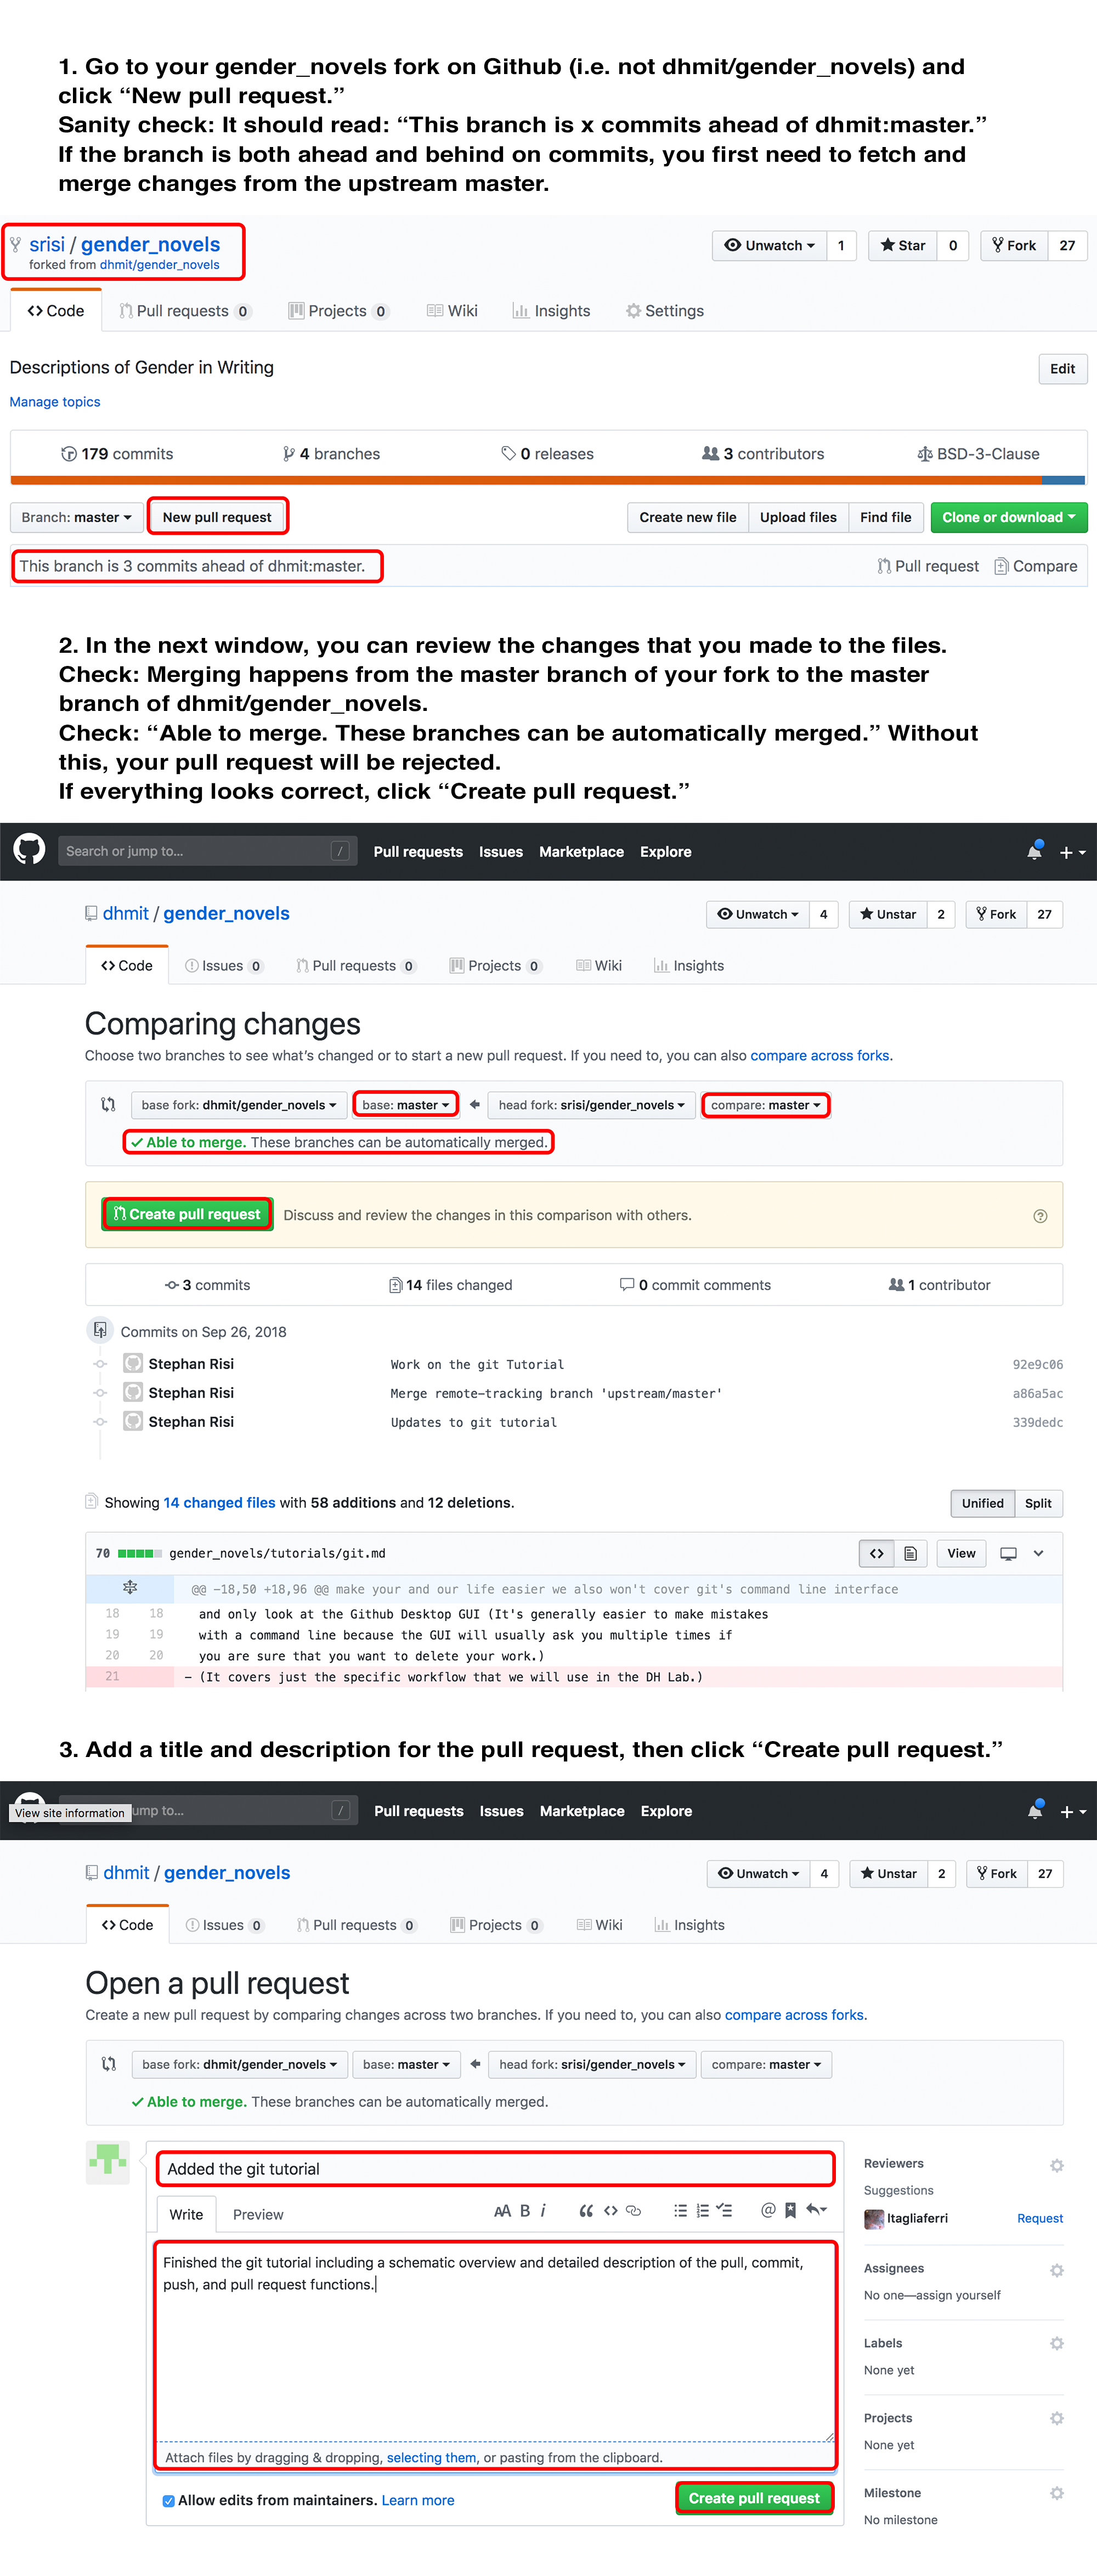 1. Go to your gender_novels fork on Github (i.e. not dhmit/gender_novels) and
click “New pull request.”
Sanity check: It should read: “This branch is x commits ahead of dhmit:master.”
If the branch is both ahead and behind on commits, you first need to fetch and
merge changes from the upstream master.
srisi / gender_novels
forked from dhmit/gender_novels
Unwatch 1 Star 0 Fork 27
Code Pull requests 0 Projects 0 Wiki Insights Settings
Descriptions of Gender in Writing Edit
Manage topics
179 commits 4 branches 0 releases 3 contributors BSD-3-Clause
Branch: master New pull request Create new file Upload files Find file Clone or download
This branch is 3 commits ahead of dhmit:master. Pull request Compare
2. In the next window, you can review the changes that you made to the files.
Check: Merging happens from the master branch of your fork to the master
branch of dhmit/gender_novels.
Check: “Able to merge. These branches can be automatically merged.” Without
this, your pull request will be rejected.
If everything looks correct, click “Create pull request.”
Search or jump to... / Pull requests Issues Marketplace Explore
dhmit / gender_novels Unwatch 4 Unstar 2 Fork 27
Code Issues 0 Pull requests 0 Projects 0 Wiki Insights
Comparing changes
Choose two branches to see what’s changed or to start a new pull request. If you need to, you can also compare across forks.
base fork: dhmit/gender_novels base: master head fork: srisi/gender_novels compare: master
Able to merge. These branches can be automatically merged.
Create pull request Discuss and review the changes in this comparison with others.
3 commits 14 files changed 0 commit comments 1 contributor
Commits on Sep 26, 2018
Stephan Risi Work on the git Tutorial 92e9c06
Stephan Risi Merge remote-tracking branch 'upstream/master' a86a5ac
Stephan Risi Updates to git tutorial 339dedc
Showing 14 changed files with 58 additions and 12 deletions. Unified Split
70 gender_novels/tutorials/git.md View
@@ -18,50 +18,96 @@ make your and our life easier we also won't cover git's command line interface
18 18 and only look at the Github Desktop GUI (It's generally easier to make mistakes
19 19 with a command line because the GUI will usually ask you multiple times if
20 20 you are sure that you want to delete your work.)
21 - (It covers just the specific workflow that we will use in the DH Lab.)
3. Add a title and description for the pull request, then click “Create pull request.”
View site information ump to... / Pull requests Issues Marketplace Explore
dhmit / gender_novels Unwatch 4 Unstar 2 Fork 27
Code Issues 0 Pull requests 0 Projects 0 Wiki Insights
Open a pull request
Create a new pull request by comparing changes across two branches. If you need to, you can also compare across forks.
base fork: dhmit/gender_novels base: master head fork: srisi/gender_novels compare: master
Able to merge. These branches can be automatically merged.
Added the git tutorial
Write Preview AA B i
Finished the git tutorial including a schematic overview and detailed description of the pull, commit,
push, and pull request functions.
Attach files by dragging & dropping, selecting them, or pasting from the clipboard.
Allow edits from maintainers. Learn more Create pull request
Reviewers
Suggestions
ltagliaferri Request
Assignees
No one—assign yourself
Labels
None yet
Projects
None yet
Milestone
No milestone